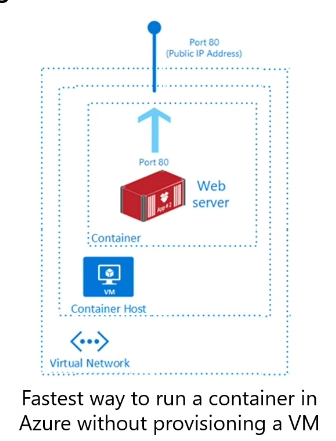 Port 80
(Public IP Address)
Port 80
Web
server
Container
VM
Container Host
Virtual Network
Fastest way to run a container in
Azure without provisioning a VM